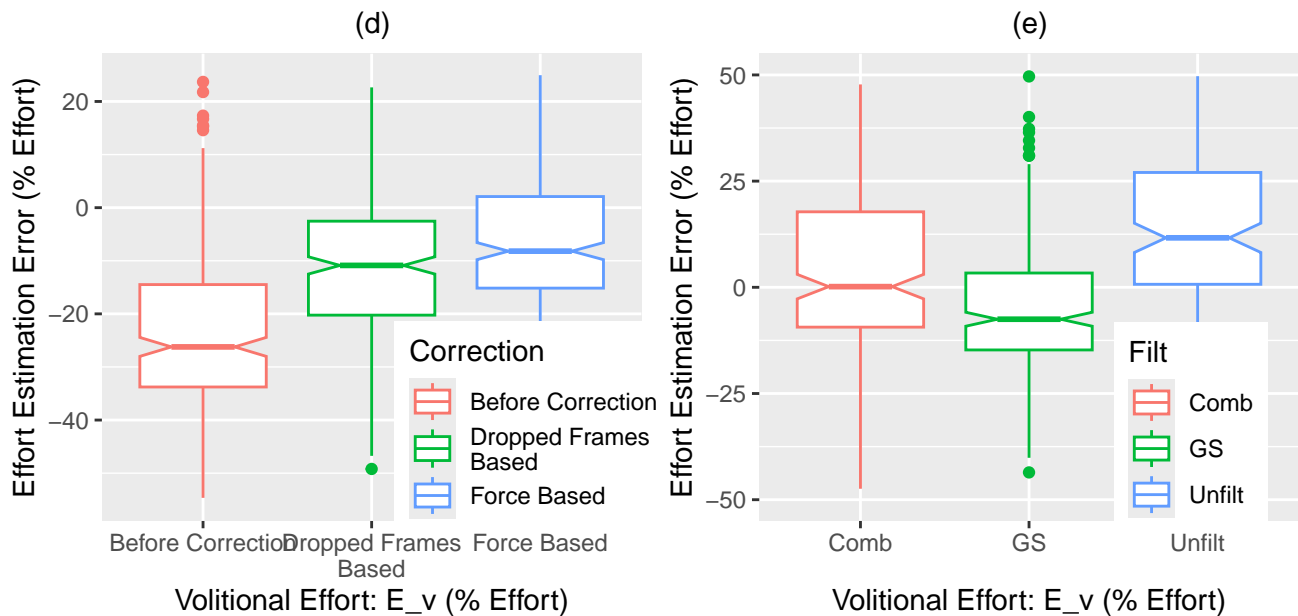 (d)
Effort Estimation Error (% Effort)
20
0
−20
−40
Before Correction
Dropped Frames
Based
Force Based
Volitional Effort: E_v (% Effort)
Correction
Before Correction
Dropped Frames
Based
Force Based
(e)
Effort Estimation Error (% Effort)
50
25
0
−25
−50
Comb
GS
Unfilt
Volitional Effort: E_v (% Effort)
Filt
Comb
GS
Unfilt